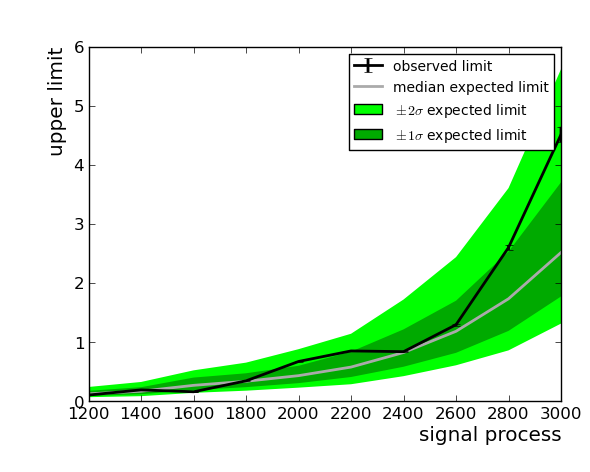 upper limit
6
5
4
3
2
1
0
1200 1400 1600 1800 2000 2200 2400 2600 2800 3000
signal process
observed limit
median expected limit
±2σ expected limit
±1σ expected limit